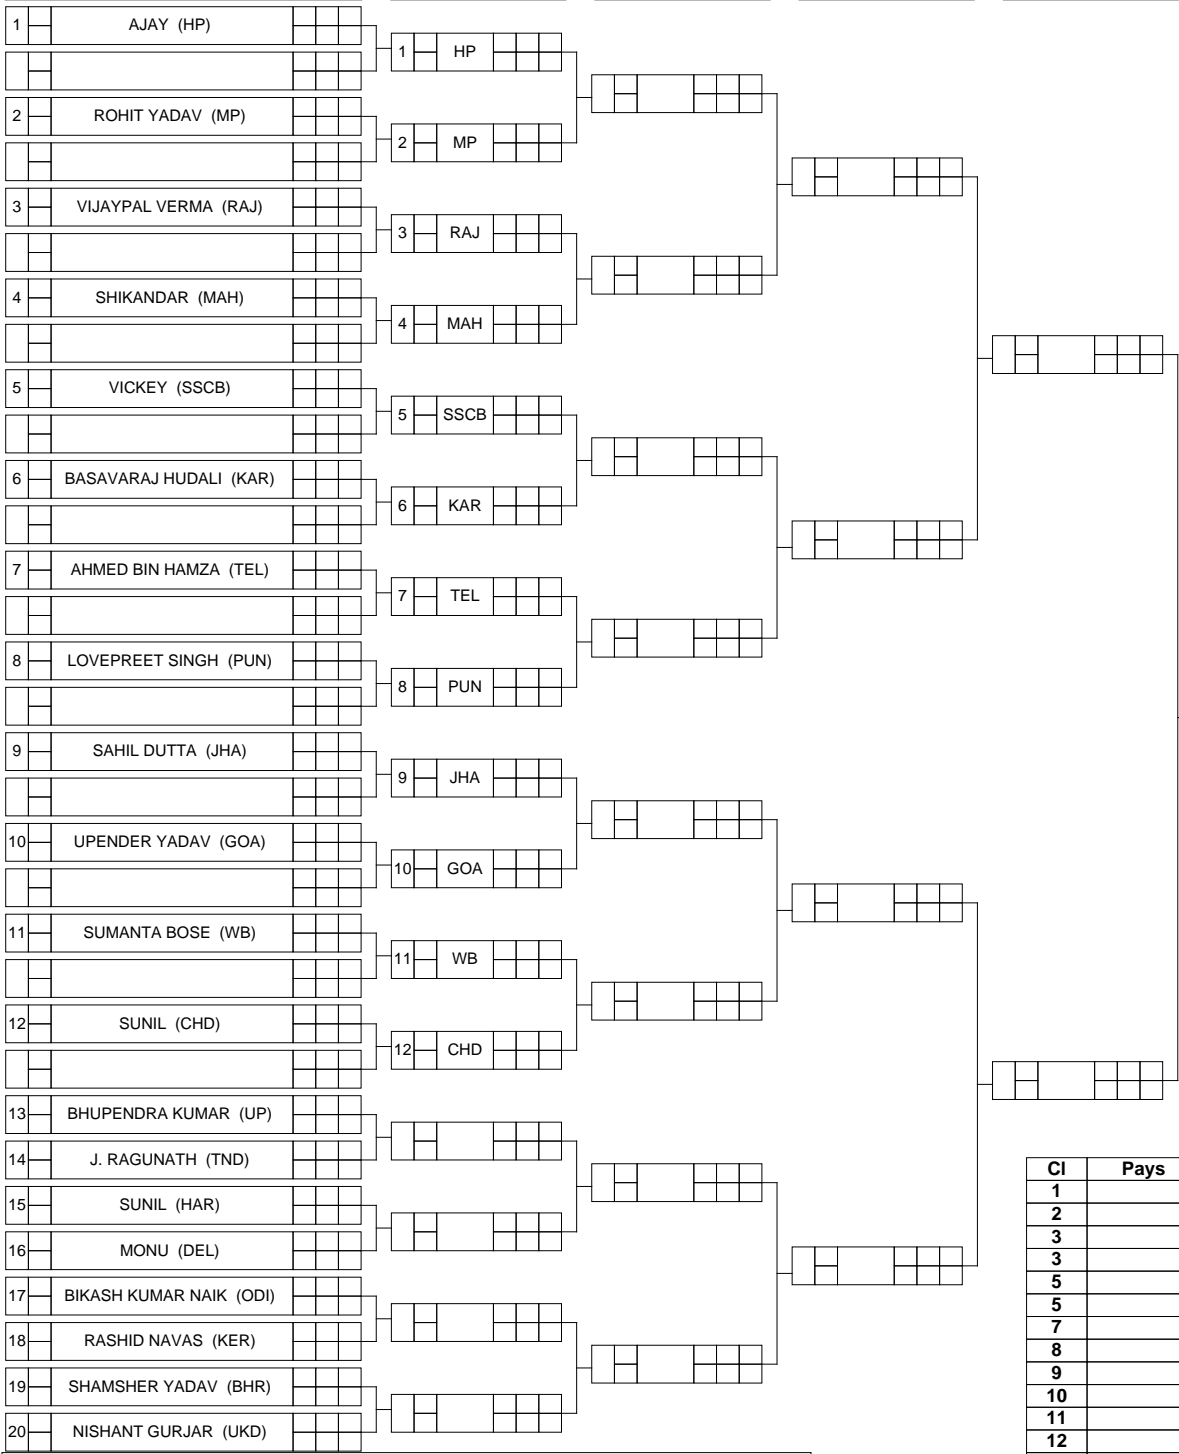 1 AJAY (HP)
2 ROHIT YADAV (MP)
3 VIJAYPAL VERMA (RAJ)
4 SHIKANDAR (MAH)
5 VICKEY (SSCB)
6 BASAVARAJ HUDALI (KAR)
7 AHMED BIN HAMZA (TEL)
8 LOVEPREET SINGH (PUN)
9 SAHIL DUTTA (JHA)
10 UPENDER YADAV (GOA)
11 SUMANTA BOSE (WB)
12 SUNIL (CHD)
13 BHUPENDRA KUMAR (UP)
14 J. RAGUNATH (TND)
15 SUNIL (HAR)
16 MONU (DEL)
17 BIKASH KUMAR NAIK (ODI)
18 RASHID NAVAS (KER)
19 SHAMSHER YADAV (BHR)
20 NISHANT GURJAR (UKD)
1 HP
2 MP
3 RAJ
4 MAH
5 SSCB
6 KAR
7 TEL
8 PUN
9 JHA
10 GOA
11 WB
12 CHD
Cl Pays
1
2
3
3
5
5
7
8
9
10
11
12